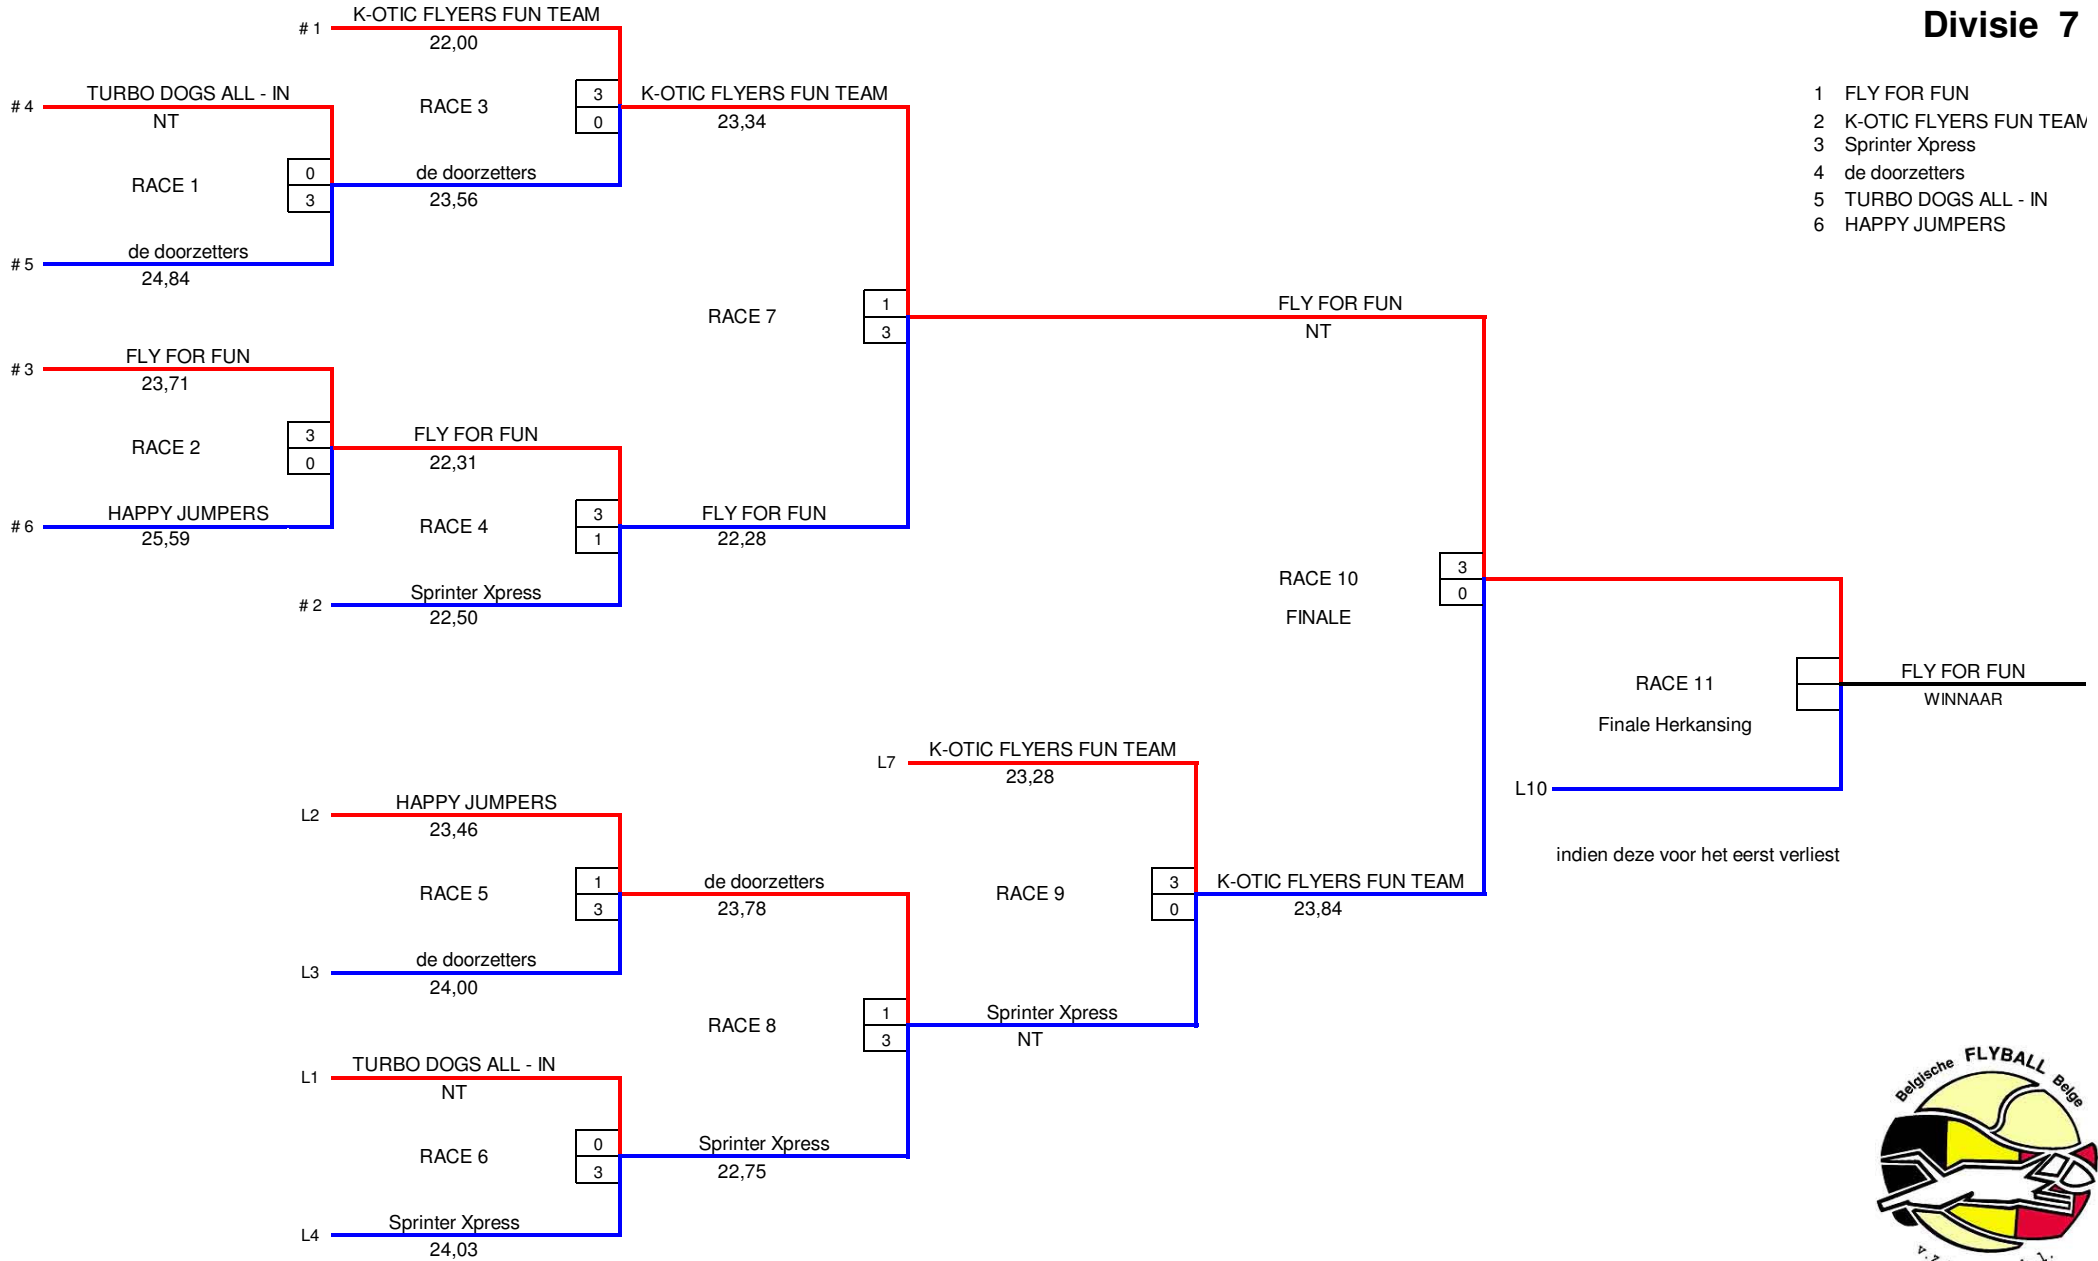 Divisie 7
1 FLY FOR FUN
2 K-OTIC FLYERS FUN TEAM
3 Sprinter Xpress
4 de doorzetters
5 TURBO DOGS ALL - IN
6 HAPPY JUMPERS
# 1 K-OTIC FLYERS FUN TEAM
22,00
# 4 TURBO DOGS ALL - IN
NT
RACE 3
3
0
K-OTIC FLYERS FUN TEAM
23,34
RACE 1
0
3
de doorzetters
23,56
# 5 de doorzetters
24,84
RACE 7
1
3
FLY FOR FUN
NT
# 3 FLY FOR FUN
23,71
RACE 2
3
0
FLY FOR FUN
22,31
# 6 HAPPY JUMPERS
25,59
RACE 4
3
1
FLY FOR FUN
22,28
# 2 Sprinter Xpress
22,50
RACE 10
FINALE
3
0
RACE 11
Finale Herkansing
FLY FOR FUN
WINNAAR
L10
indien deze voor het eerst verliest
L7 K-OTIC FLYERS FUN TEAM
23,28
L2 HAPPY JUMPERS
23,46
RACE 5
1
3
de doorzetters
23,78
RACE 9
3
0
K-OTIC FLYERS FUN TEAM
23,84
L3 de doorzetters
24,00
RACE 8
1
3
Sprinter Xpress
NT
L1 TURBO DOGS ALL - IN
NT
RACE 6
0
3
Sprinter Xpress
22,75
L4 Sprinter Xpress
24,03
Belgische FLYBALL Belge